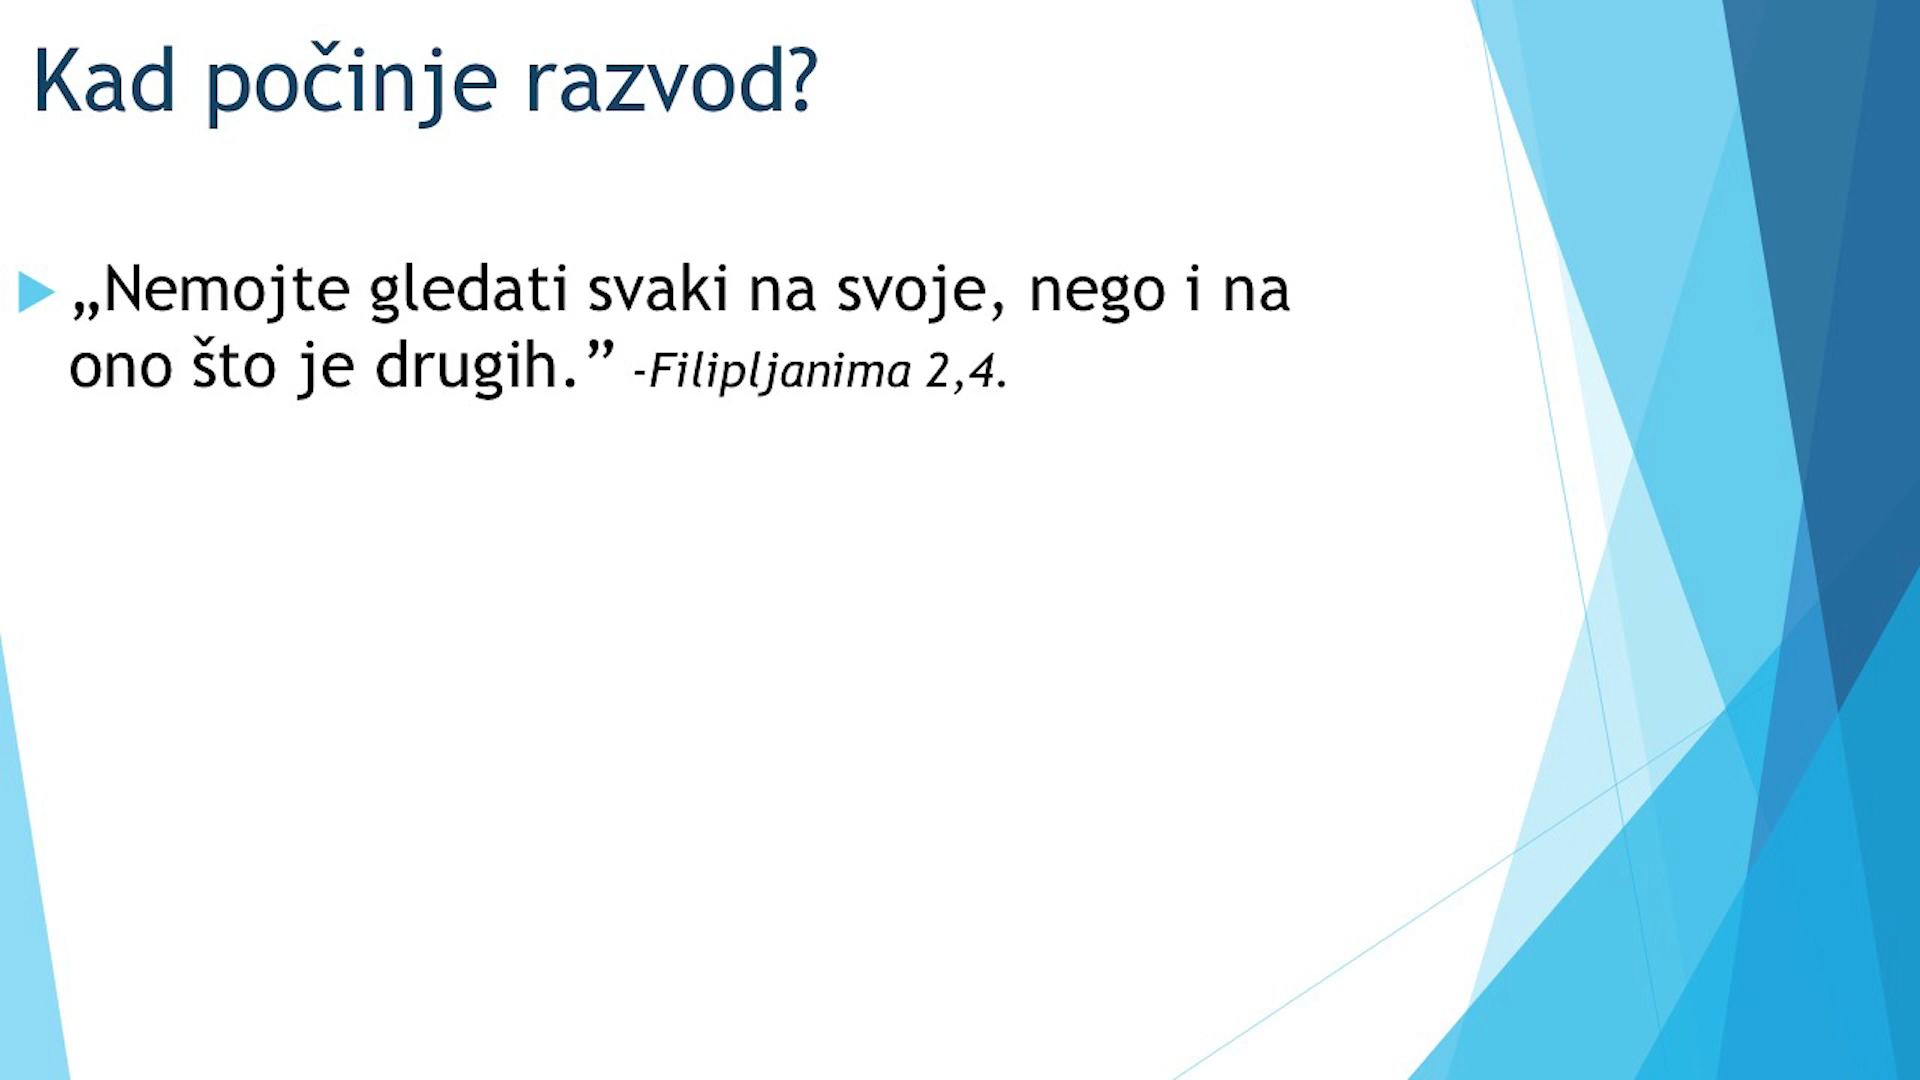 Kad počinje razvod?
„Nemojte gledati svaki na svoje, nego i na
ono što je drugih.” -Filipljanima 2,4.